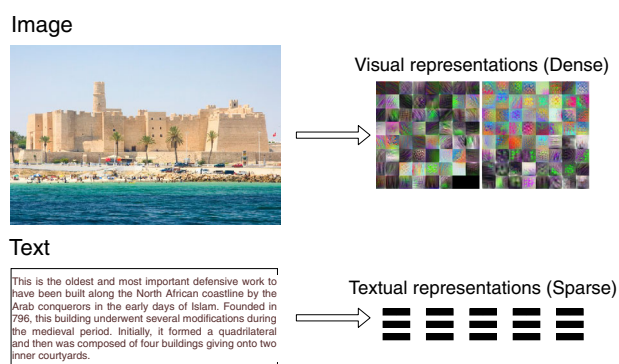 Image
Visual representations (Dense)
Text
This is the oldest and most important defensive work to
have been built along the North African coastline by the
Arab conquerors in the early days of Islam. Founded in
796, this building underwent several modifications during
the medieval period. Initially, it formed a quadrilateral
and then was composed of four buildings giving onto two
inner courtyards.
Textual representations (Sparse)